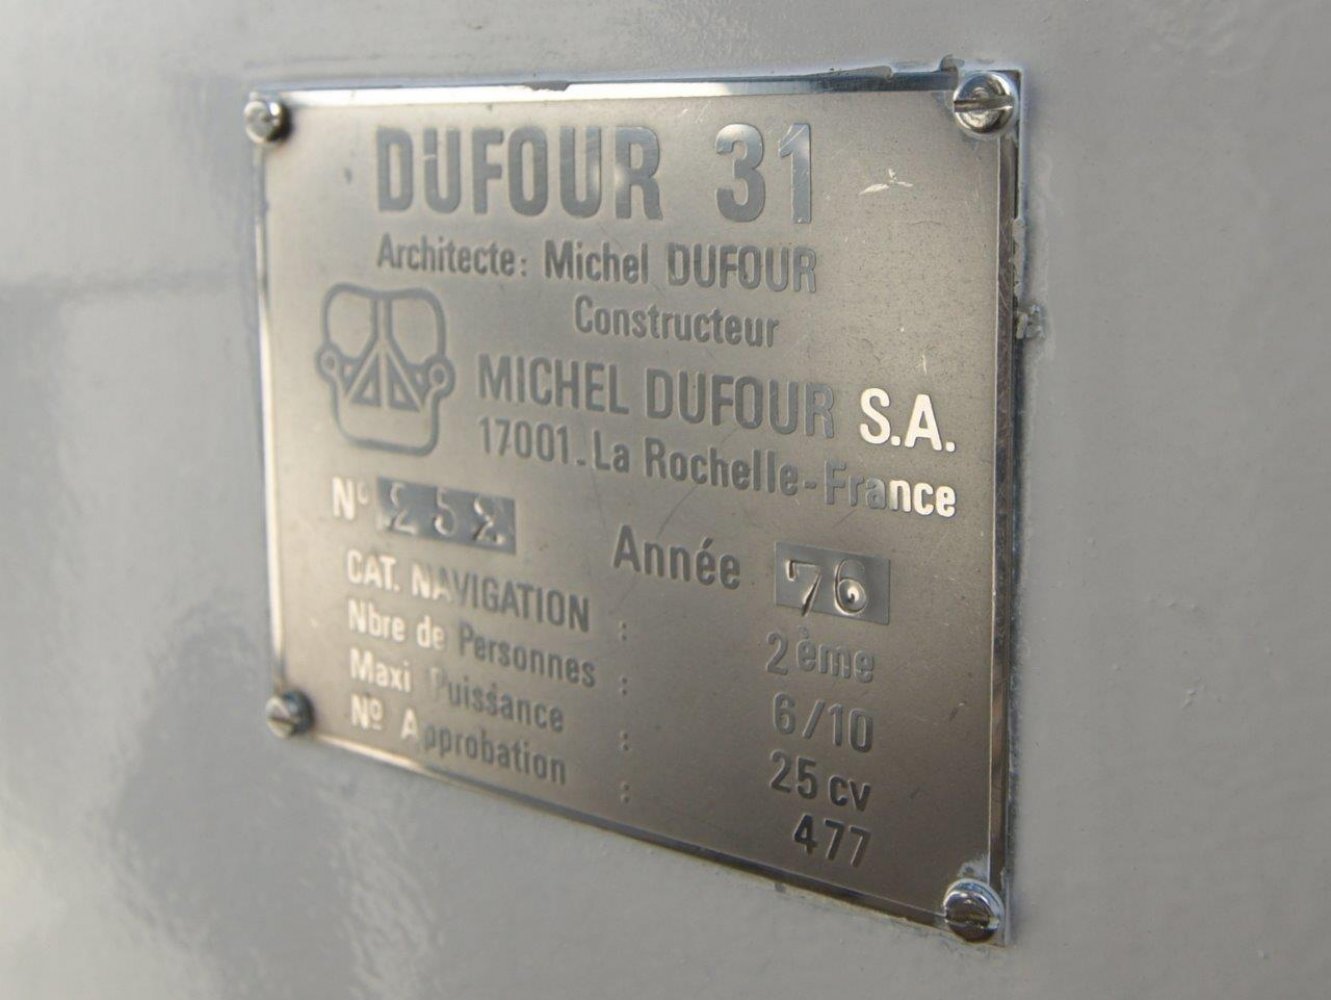 DUFOUR 31
Architecte: Michel DUFOUR
Constructeur
MICHEL DUFOUR S.A.
17001-La Rochelle-France
Nº 252 Année 76
CAT. NAVIGATION : 2ème
Nbre de Personnes : 6/10
Maxi Puissance : 25 cv
Nº Approbation : 477